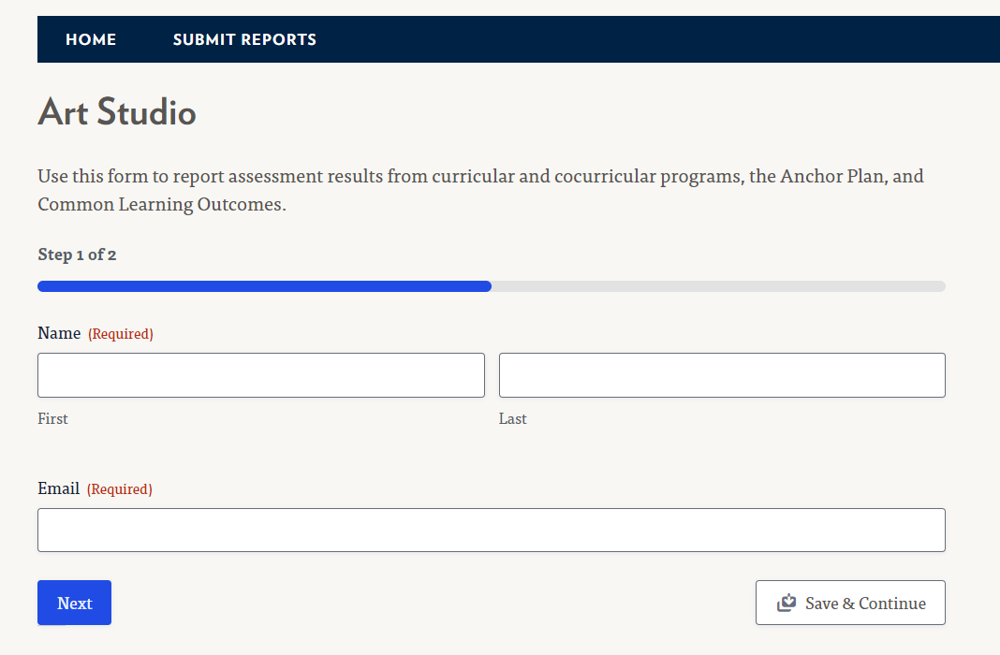 HOME SUBMIT REPORTS
Art Studio
Use this form to report assessment results from curricular and cocurricular programs, the Anchor Plan, and
Common Learning Outcomes.
Step 1 of 2
Name (Required)
First Last
Email (Required)
Next Save & Continue